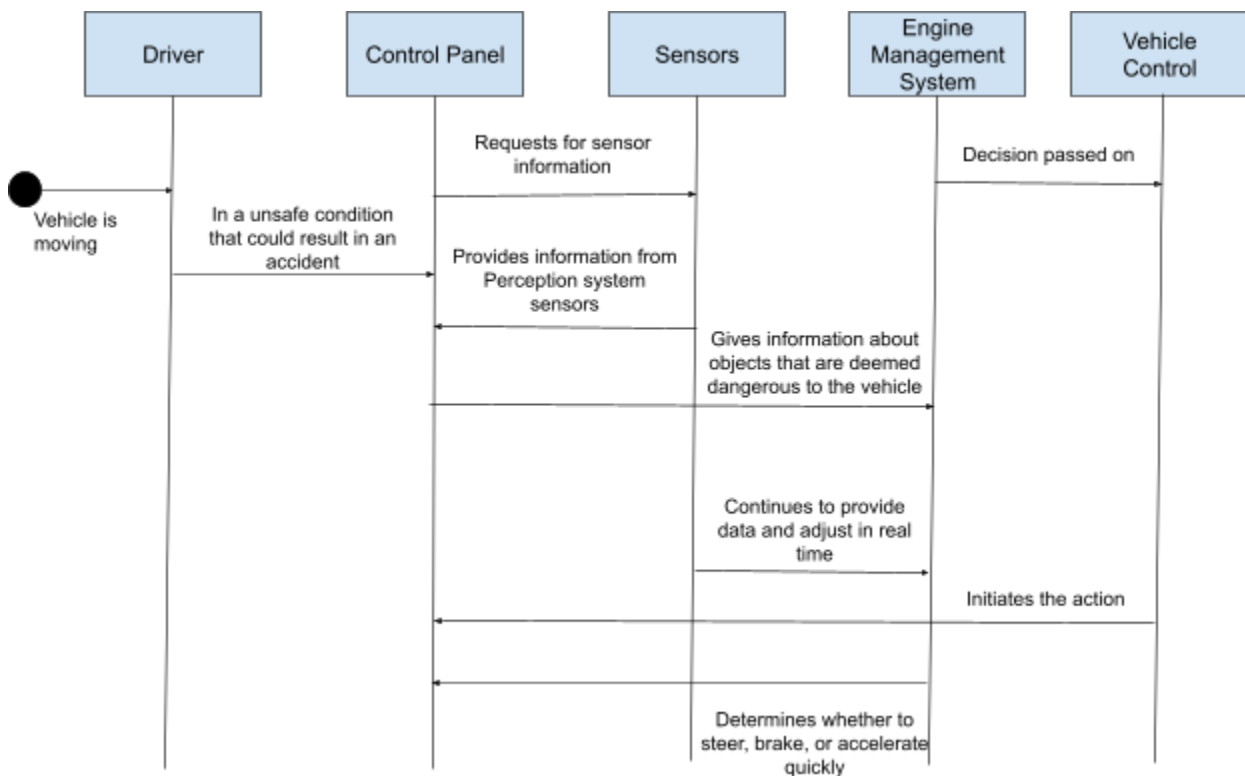 Driver
Control Panel
Sensors
Engine
Management
System
Vehicle
Control
Requests for sensor
information
Decision passed on
Vehicle is
moving
In a unsafe condition
that could result in an
accident
Provides information from
Perception system
sensors
Gives information about
objects that are deemed
dangerous to the vehicle
Continues to provide
data and adjust in real
time
Initiates the action
Determines whether to
steer, brake, or accelerate
quickly